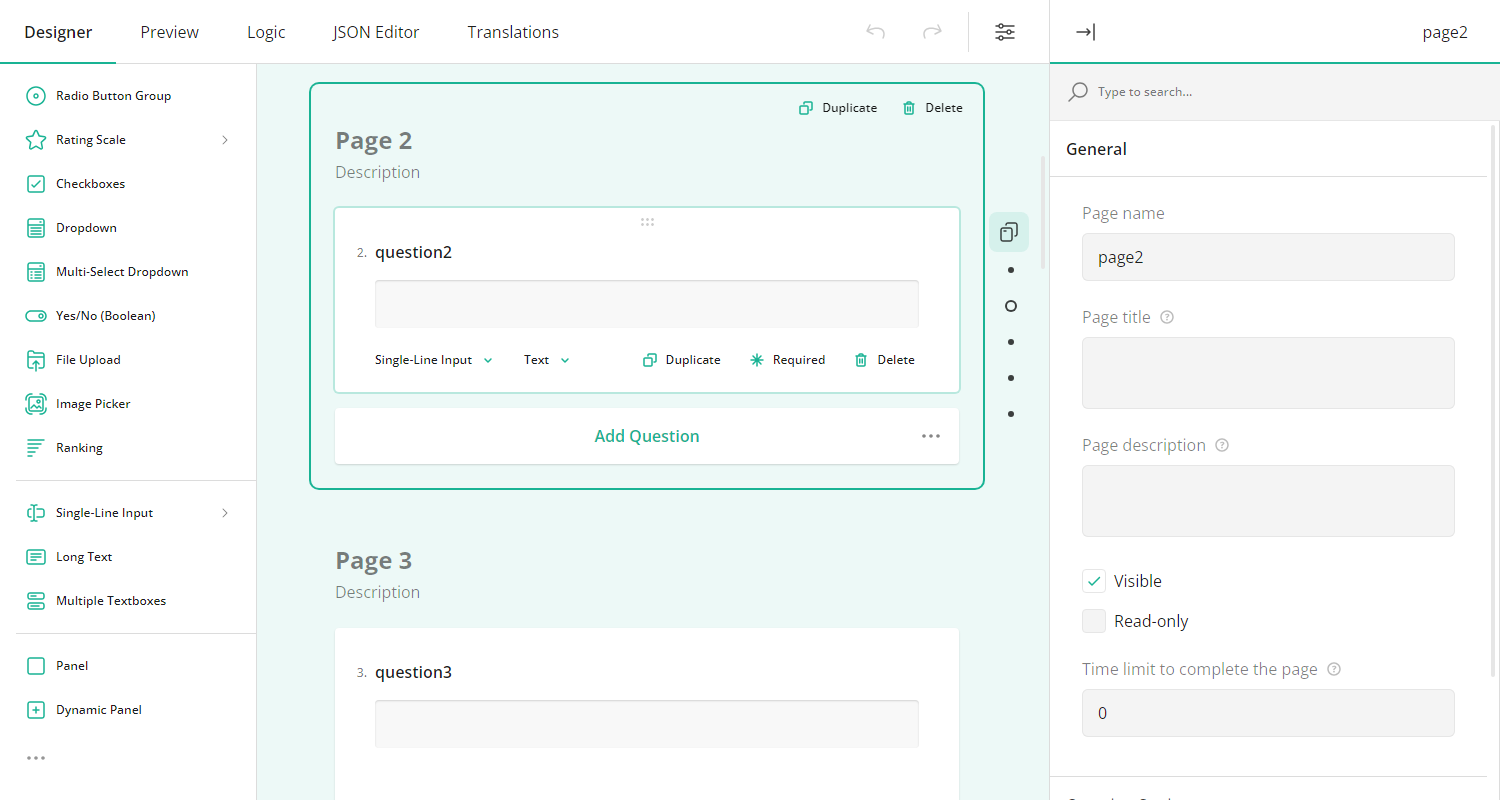 Designer Preview Logic JSON Editor Translations page2
Radio Button Group
Rating Scale
Checkboxes
Dropdown
Multi-Select Dropdown
Yes/No (Boolean)
File Upload
Image Picker
Ranking
Single-Line Input
Long Text
Multiple Textboxes
Panel
Dynamic Panel
Duplicate Delete
Page 2
Description
2. question2
Single-Line Input Text Duplicate Required Delete
Add Question
Page 3
Description
3. question3
Type to search...
General
Page name
page2
Page title
Page description
Visible
Read-only
Time limit to complete the page
0